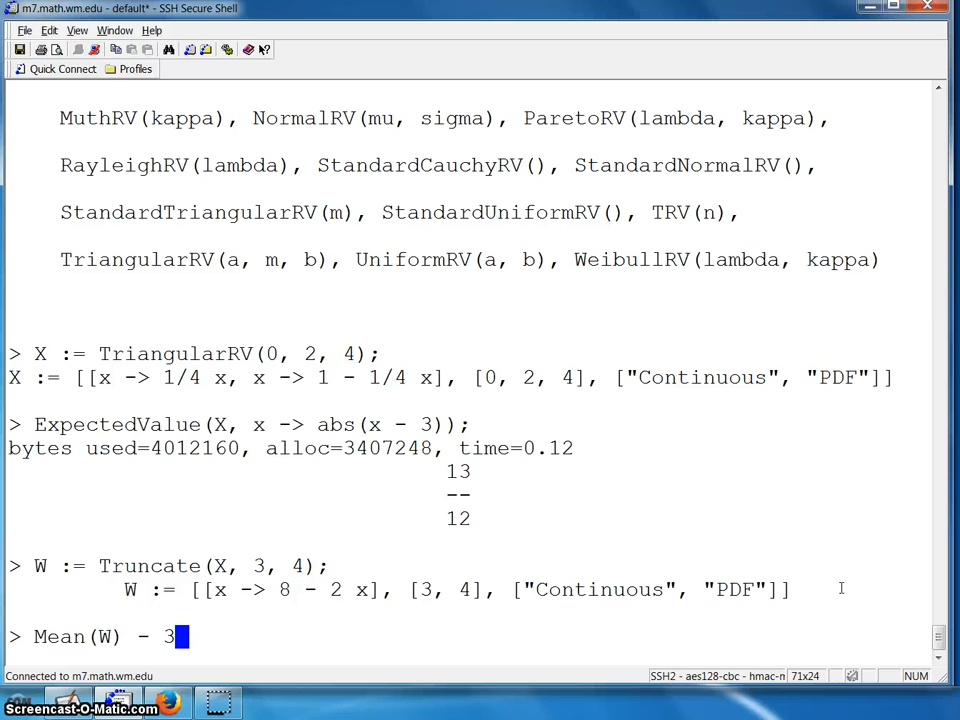 m7.math.wm.edu - default* - SSH Secure Shell
File Edit View Window Help
Quick Connect Profiles
MuthRV(kappa), NormalRV(mu, sigma), ParetoRV(lambda, kappa),
RayleighRV(lambda), StandardCauchyRV(), StandardNormalRV(),
StandardTriangularRV(m), StandardUniformRV(), TRV(n),
TriangularRV(a, m, b), UniformRV(a, b), WeibullRV(lambda, kappa)
> X := TriangularRV(0, 2, 4);
X := [[x -> 1/4 x, x -> 1 - 1/4 x], [0, 2, 4], ["Continuous", "PDF"]]
> ExpectedValue(X, x -> abs(x - 3));
bytes used=4012160, alloc=3407248, time=0.12
13
--
12
> W := Truncate(X, 3, 4);
W := [[x -> 8 - 2 x], [3, 4], ["Continuous", "PDF"]]
> Mean(W) - 3
Connected to m7.math.wm.edu SSH2 - aes128-cbc - hmac-m 71x24 NUM
Screencast-O-Matic.com